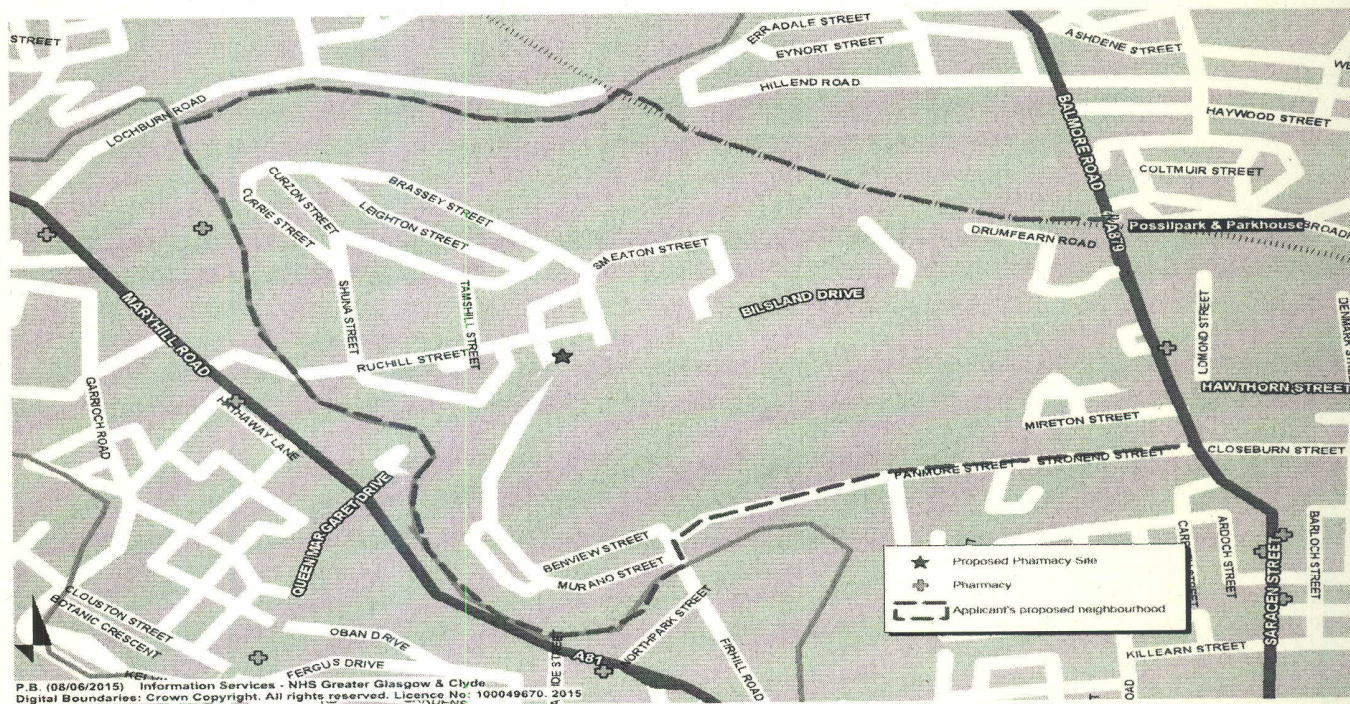 STREET
LOCHBURN ROAD
ERRADALE STREET
EYNORT STREET
HILLEND ROAD
ASHDENE STREET
HAYWOOD STREET
COLTMUIR STREET
BALMORE ROAD
A879
Possilpark & Parkhouse
DRUMFEARN ROAD
CURZON STREET
CURRIE STREET
BRASSEY STREET
LEIGHTON STREET
SMEATON STREET
BILSLAND DRIVE
SHUNA STREET
TAMSHILL STREET
RUCHILL STREET
MARYHILL ROAD
GARRIOCH ROAD
HATHAWAY LANE
LOMOND STREET
HAWTHORN STREET
MIRETON STREET
PANMORE STREET
STRONEND STREET
CLOSEBURN STREET
QUEEN MARGARET DRIVE
BENVIEW STREET
MURANO STREET
NORTHPARK STREET
FIRHILL ROAD
ARDOCH STREET
BARLOCH STREET
SARACEN STREET
KILLEARN STREET
Proposed Pharmacy Site
Pharmacy
Applicant's proposed neighbourhood
CLOUSTON STREET
BOTANIC CRESCENT
OBAN DRIVE
FERGUS DRIVE
A81
P.B. (08/06/2015) Information Services - NHS Greater Glasgow & Clyde
Digital Boundaries: Crown Copyright. All rights reserved. Licence No: 100049670. 2015